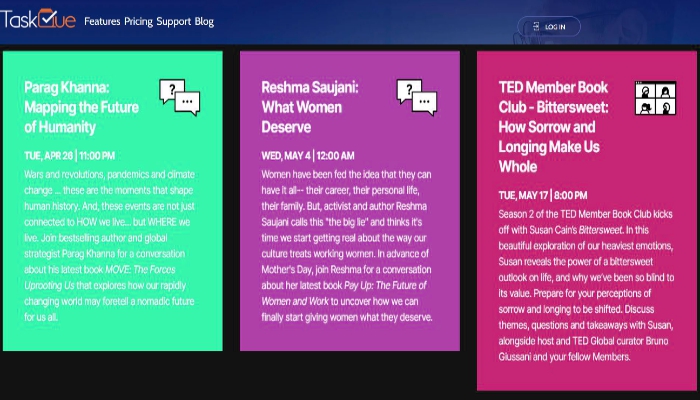 TaskQue
Features Pricing Support Blog
LOG IN
Parag Khanna:
Mapping the Future
of Humanity
?
...
TUE, APR 26 | 11:00 PM
Wars and revolutions, pandemics and climate
change ... these are the moments that shape
human history. And, these events are not just
connected to HOW we live... but WHERE we
live. Join bestselling author and global
strategist Parag Khanna for a conversation
about his latest book MOVE: The Forces
Uprooting Us that explores how our rapidly
changing world may foretell a nomadic future
for us all.
Reshma Saujani:
What Women
Deserve
?
...
WED, MAY 4 | 12:00 AM
Women have been fed the idea that they can
have it all-- their career, their personal life,
their family. But, activist and author Reshma
Saujani calls this "the big lie" and thinks it's
time we start getting real about the way our
culture treats working women. In advance of
Mother's Day, join Reshma for a conversation
about her latest book Pay Up: The Future of
Women and Work to uncover how we can
finally start giving women what they deserve.
TED Member Book
Club - Bittersweet:
How Sorrow and
Longing Make Us
Whole
TUE, MAY 17 | 8:00 PM
Season 2 of the TED Member Book Club kicks
off with Susan Cain's Bittersweet. In this
beautiful exploration of our heaviest emotions,
Susan reveals the power of a bittersweet
outlook on life, and why we've been so blind to
its value. Prepare for your perceptions of
sorrow and longing to be shifted. Discuss
themes, questions and takeaways with Susan,
alongside host and TED Global curator Bruno
Giussani and your fellow Members.